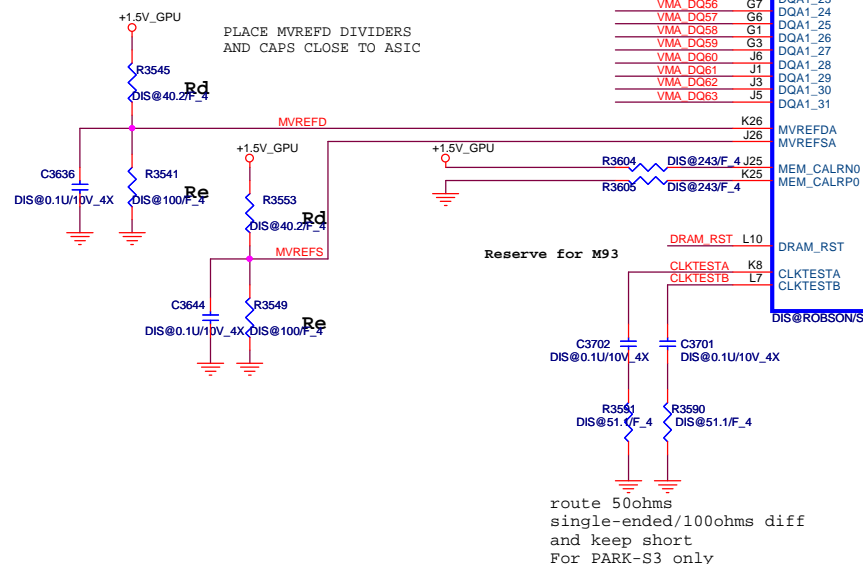 +1.5V_GPU
PLACE MVREFD DIVIDERS
AND CAPS CLOSE TO ASIC
R3545
DIS@40.2/F_4
Rd
MVREFD
C3636
DIS@0.1U/10V_4X
R3541
DIS@100/F_4
Re
+1.5V_GPU
R3553
DIS@40.2/F_4
Rd
MVREFS
C3644
DIS@0.1U/10V_4X
R3549
DIS@100/F_4
Re
VMA_DQ56 G7 DQA1_24
VMA_DQ57 G6 DQA1_25
VMA_DQ58 G1 DQA1_26
VMA_DQ59 G3 DQA1_27
VMA_DQ60 J6 DQA1_28
VMA_DQ61 J1 DQA1_29
VMA_DQ62 J3 DQA1_30
VMA_DQ63 J5 DQA1_31
K26 MVREFDA
J26 MVREFSA
+1.5V_GPU
R3604 DIS@243/F_4 J25 MEM_CALRN0
R3605 DIS@243/F_4 K25 MEM_CALRP0
DRAM_RST L10 DRAM_RST
Reserve for M93
CLKTESTA K8 CLKTESTA
CLKTESTB L7 CLKTESTB
DIS@ROBSON/S
C3702
DIS@0.1U/10V_4X
C3701
DIS@0.1U/10V_4X
R3591
DIS@51.1/F_4
R3590
DIS@51.1/F_4
route 50ohms
single-ended/100ohms diff
and keep short
For PARK-S3 only